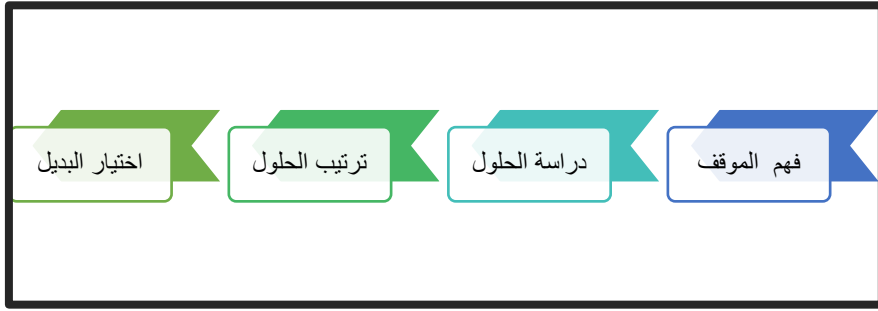 فهم الموقف
دراسة الحلول
ترتيب الحلول
اختيار البديل